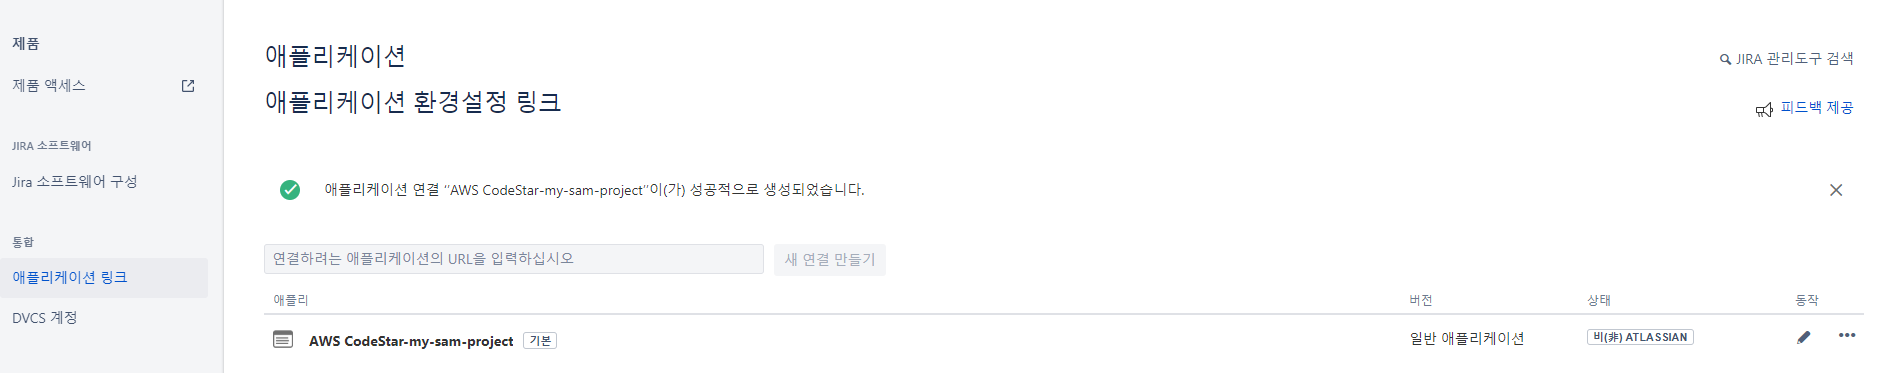 제품
제품 액세스
JIRA 소프트웨어
Jira 소프트웨어 구성
통합
애플리케이션 링크
DVCS 계정
애플리케이션
JIRA 관리도구 검색
애플리케이션 환경설정 링크
피드백 제공
애플리케이션 연결 ''AWS CodeStar-my-sam-project''이(가) 성공적으로 생성되었습니다.
연결하려는 애플리케이션의 URL을 입력하십시오
새 연결 만들기
애플리 버전 상태 동작
AWS CodeStar-my-sam-project 기본 일반 애플리케이션 비(非) ATLASSIAN